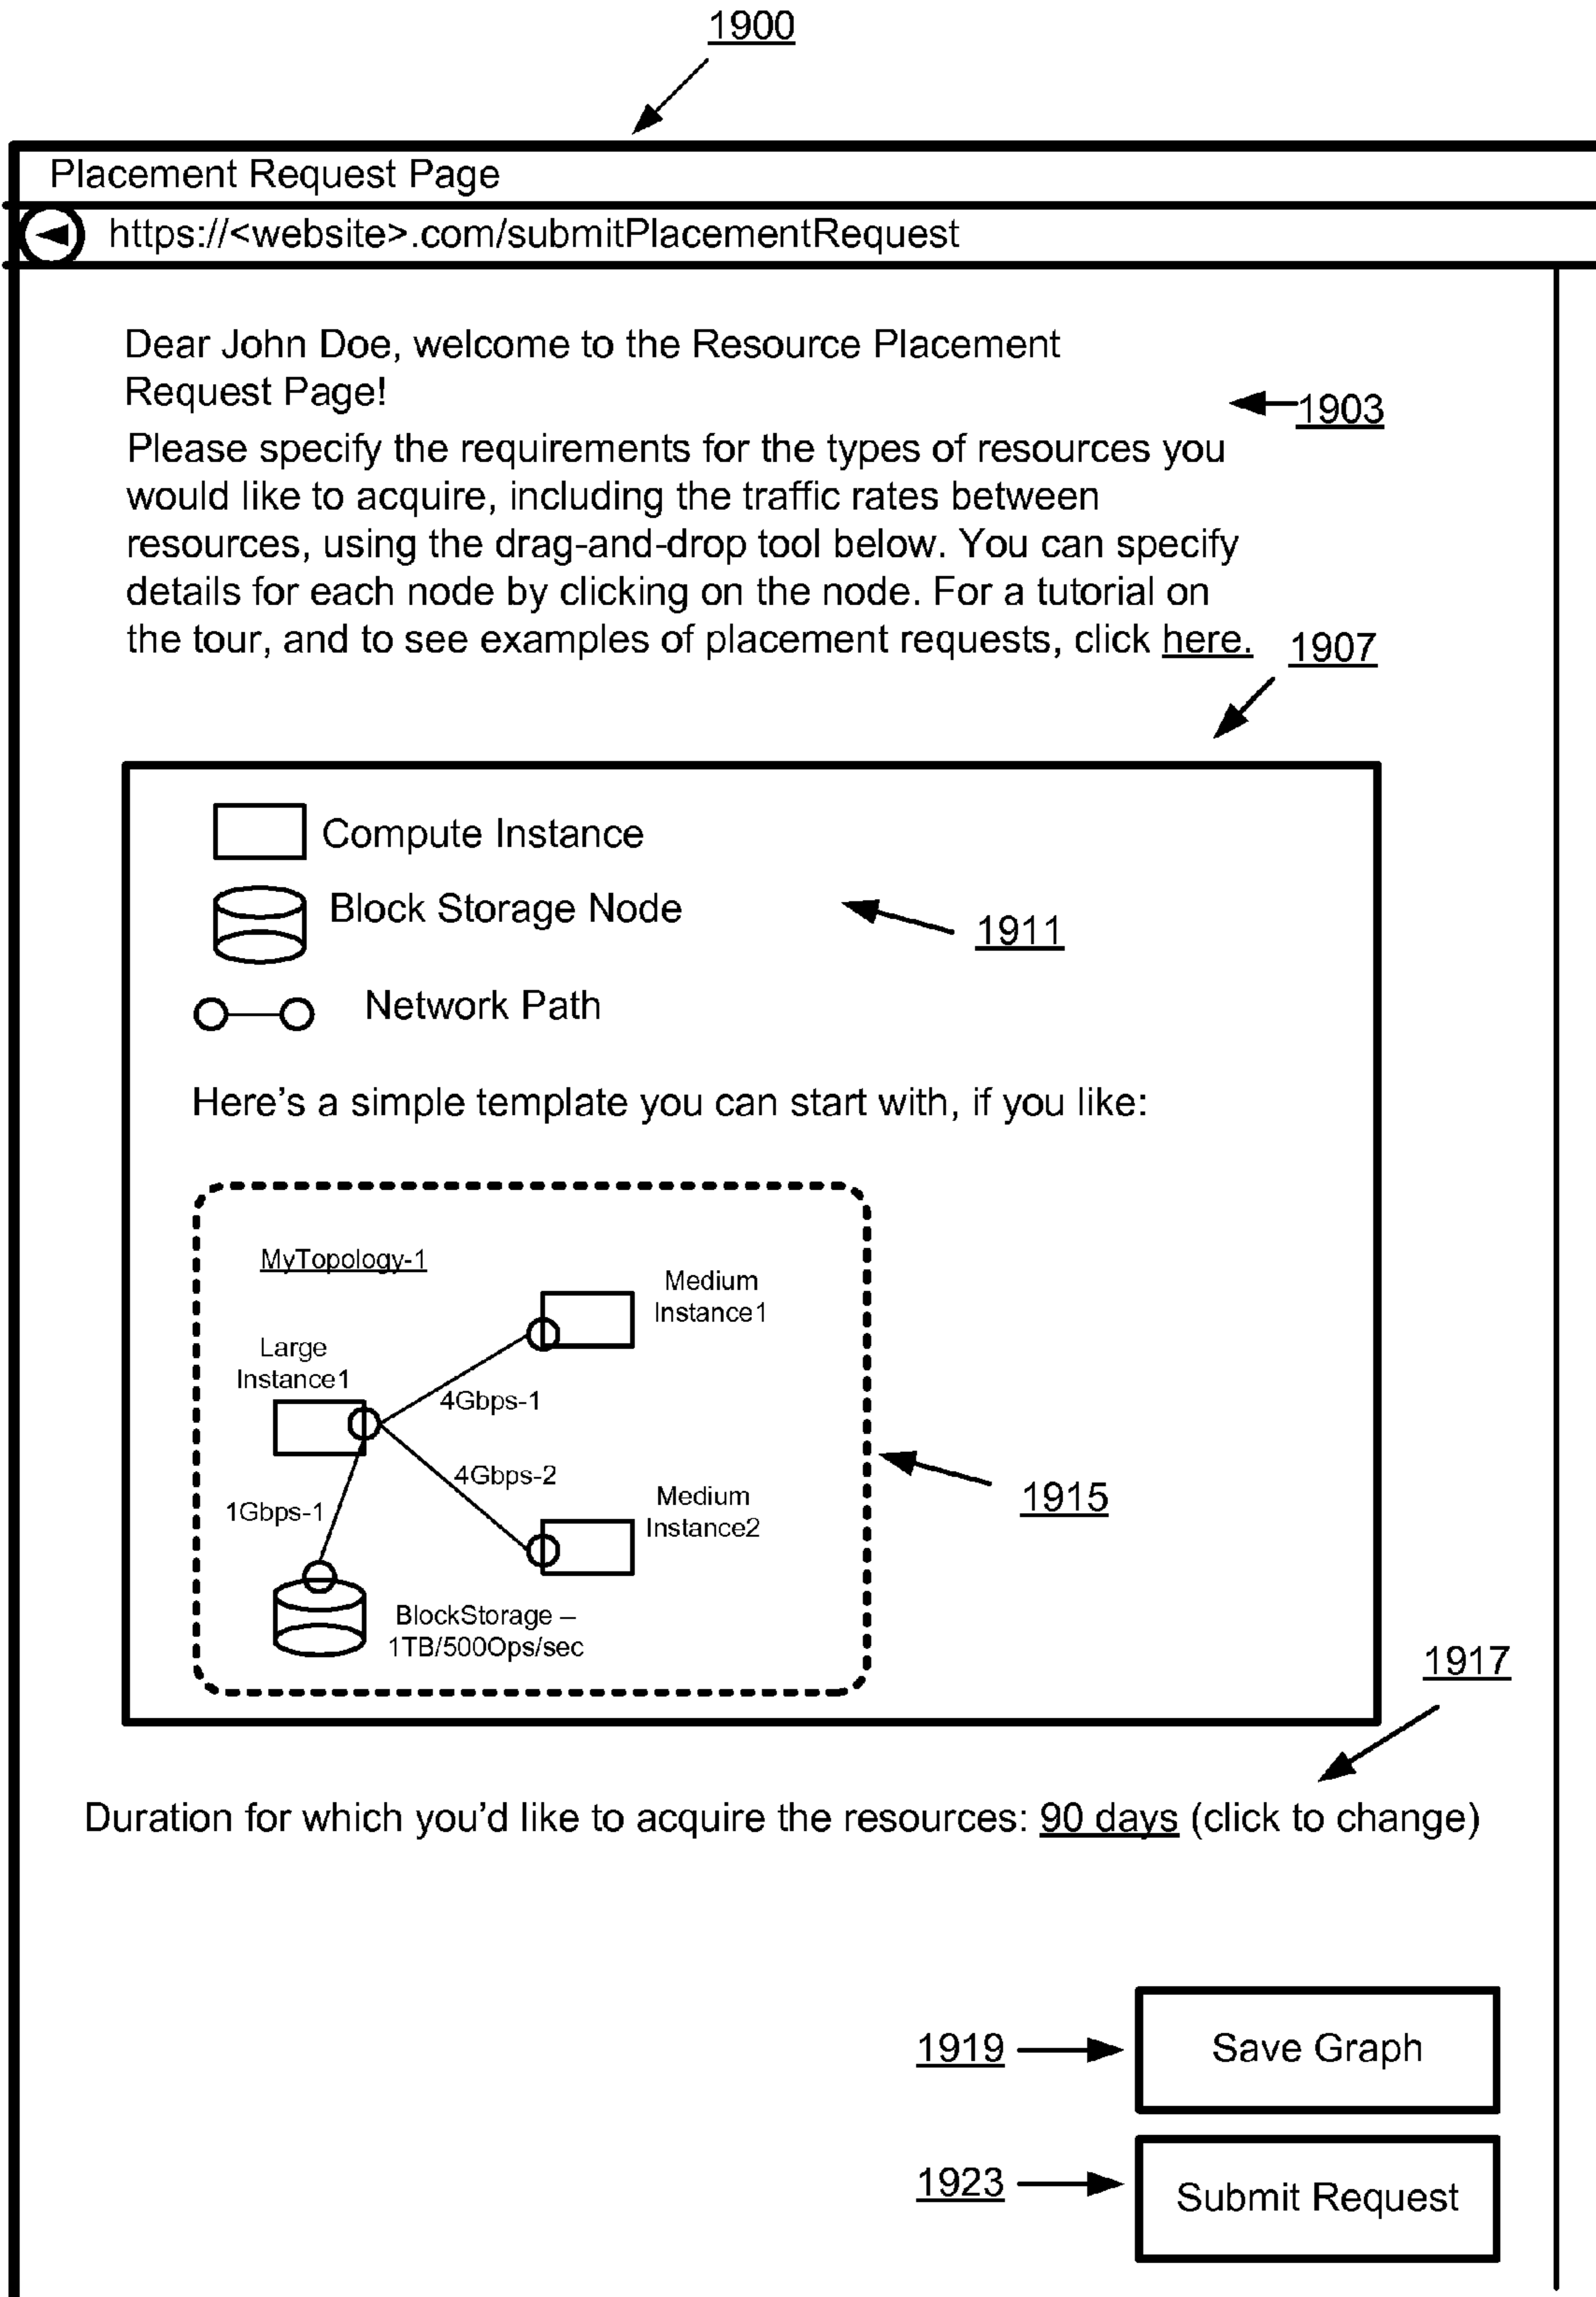 1900
Placement Request Page
https://<website>.com/submitPlacementRequest
Dear John Doe, welcome to the Resource Placement
Request Page!
1903
Please specify the requirements for the types of resources you
would like to acquire, including the traffic rates between
resources, using the drag-and-drop tool below. You can specify
details for each node by clicking on the node. For a tutorial on
the tour, and to see examples of placement requests, click here.
1907
Compute Instance
Block Storage Node
1911
Network Path
Here's a simple template you can start with, if you like:
MyTopology-1
Medium
Instance1
Large
Instance1
4Gbps-1
4Gbps-2
1Gbps-1
Medium
Instance2
1915
BlockStorage –
1TB/500Ops/sec
1917
Duration for which you'd like to acquire the resources: 90 days (click to change)
1919
Save Graph
1923
Submit Request